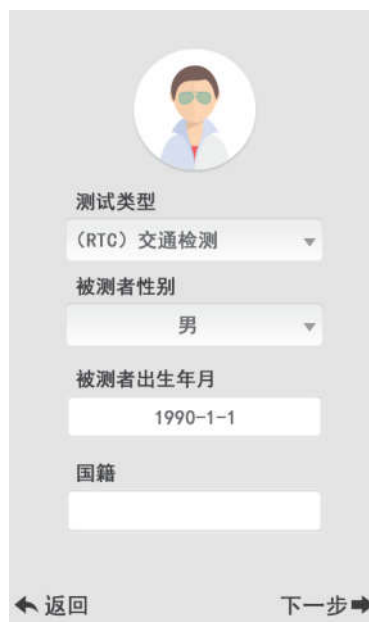 测试类型
(RTC) 交通检测
被测者性别
男
被测者出生年月
1990-1-1
国籍
返回
下一步